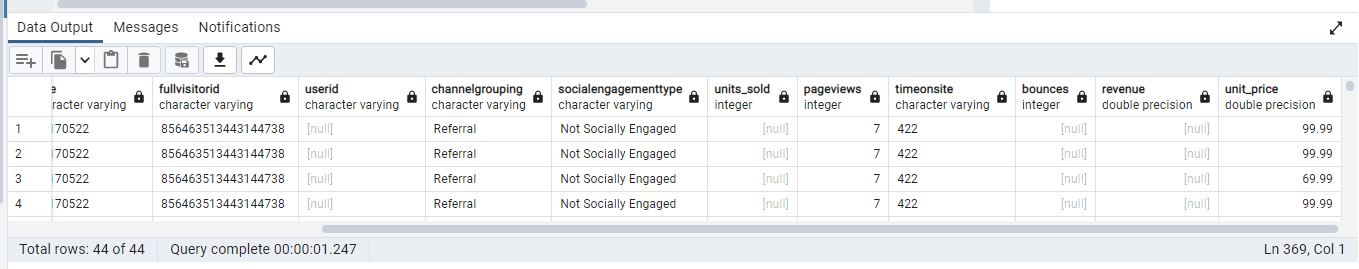 Data Output Messages Notifications
e fullvisitorid userid channelgrouping socialengagementtype units_sold pageviews timeonsite bounces revenue unit_price
racter varying character varying character varying character varying character varying integer integer character varying integer double precision double precision
1 170522 856463513443144738 [null] Referral Not Socially Engaged [null] 7 422 [null] [null] 99.99
2 170522 856463513443144738 [null] Referral Not Socially Engaged [null] 7 422 [null] [null] 99.99
3 170522 856463513443144738 [null] Referral Not Socially Engaged [null] 7 422 [null] [null] 69.99
4 170522 856463513443144738 [null] Referral Not Socially Engaged [null] 7 422 [null] [null] 99.99
Total rows: 44 of 44 Query complete 00:00:01.247 Ln 369, Col 1